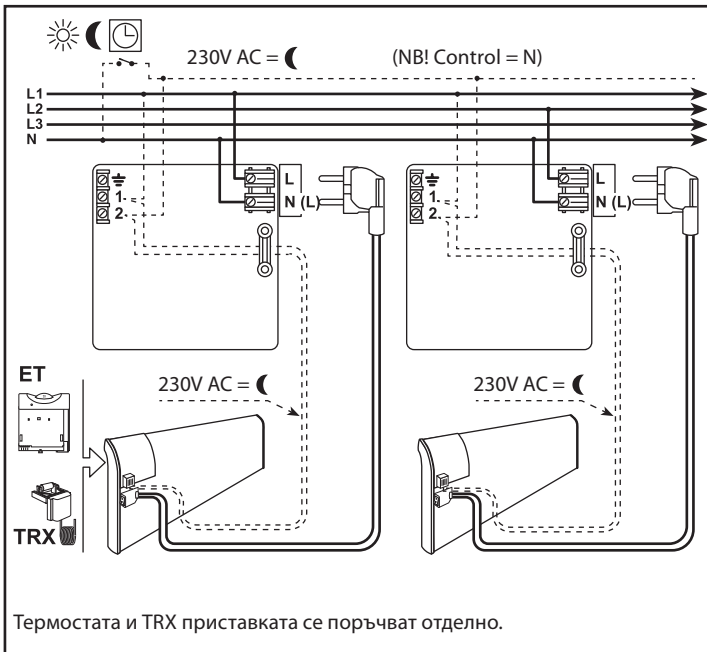 230V AC = (NB! Control = N)
L1
L2
L3
N
L L
1 N (L) 1 N (L)
2 2
ET
230V AC = 230V AC =
TRX
Термостата и TRX приставката се поръчват отделно.